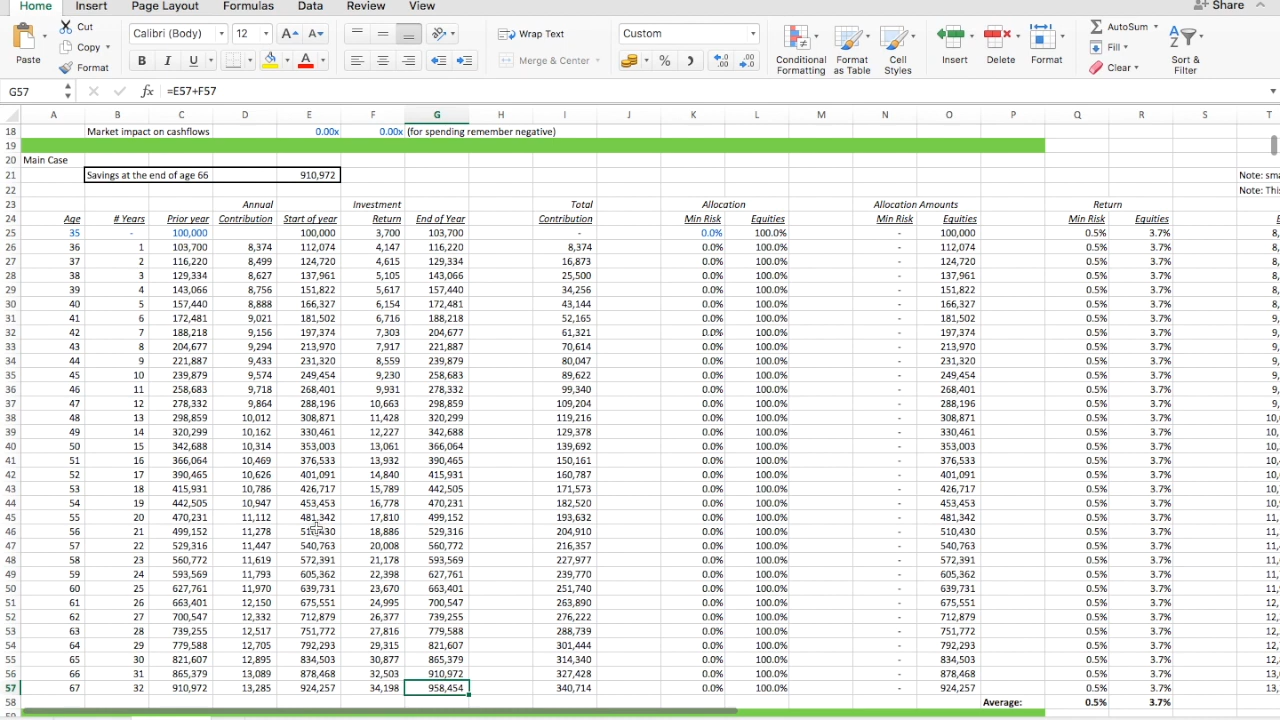 Home Insert Page Layout Formulas Data Review View Share
Cut Calibri (Body) 12 A A Wrap Text Custom AutoSum
Copy Fill
Paste Format B I U A Merge & Center % Conditional Formatting Format as Table Cell Styles Insert Delete Format Clear Sort & Filter
G57 fx =E57+F57
A B C D E F G H I J K L M N O P Q R S T
18 Market impact on cashflows 0.00x 0.00x (for spending remember negative)
19
20 Main Case
21 Savings at the end of age 66 910,972 Note: sma
22 Note: This
23 Annual Investment Total Allocation Allocation Amounts Return
24 Age # Years Prior year Contribution Start of year Return End of Year Contribution Min Risk Equities Min Risk Equities Min Risk Equities
25 35 - 100,000 100,000 3,700 103,700 - 0.0% 100.0% - 100,000 0.5% 3.7% 8,
26 36 1 103,700 8,374 112,074 4,147 116,220 8,374 0.0% 100.0% - 112,074 0.5% 3.7% 8,
27 37 2 116,220 8,499 124,720 4,615 129,334 16,873 0.0% 100.0% - 124,720 0.5% 3.7% 8,
28 38 3 129,334 8,627 137,961 5,105 143,066 25,500 0.0% 100.0% - 137,961 0.5% 3.7% 8,
29 39 4 143,066 8,756 151,822 5,617 157,440 34,256 0.0% 100.0% - 151,822 0.5% 3.7% 8,
30 40 5 157,440 8,888 166,327 6,154 172,481 43,144 0.0% 100.0% - 166,327 0.5% 3.7% 9,
31 41 6 172,481 9,021 181,502 6,716 188,218 52,165 0.0% 100.0% - 181,502 0.5% 3.7% 9,
32 42 7 188,218 9,156 197,374 7,303 204,677 61,321 0.0% 100.0% - 197,374 0.5% 3.7% 9,
33 43 8 204,677 9,294 213,970 7,917 221,887 70,614 0.0% 100.0% - 213,970 0.5% 3.7% 9,
34 44 9 221,887 9,433 231,320 8,559 239,879 80,047 0.0% 100.0% - 231,320 0.5% 3.7% 9,
35 45 10 239,879 9,574 249,454 9,230 258,683 89,622 0.0% 100.0% - 249,454 0.5% 3.7% 9,
36 46 11 258,683 9,718 268,401 9,931 278,332 99,340 0.0% 100.0% - 268,401 0.5% 3.7% 9,
37 47 12 278,332 9,864 288,196 10,663 298,859 109,204 0.0% 100.0% - 288,196 0.5% 3.7% 10,
38 48 13 298,859 10,012 308,871 11,428 320,299 119,216 0.0% 100.0% - 308,871 0.5% 3.7% 10,
39 49 14 320,299 10,162 330,461 12,227 342,688 129,378 0.0% 100.0% - 330,461 0.5% 3.7% 10,
40 50 15 342,688 10,314 353,003 13,061 366,064 139,692 0.0% 100.0% - 353,003 0.5% 3.7% 10,
41 51 16 366,064 10,469 376,533 13,932 390,465 150,161 0.0% 100.0% - 376,533 0.5% 3.7% 10,
42 52 17 390,465 10,626 401,091 14,840 415,931 160,787 0.0% 100.0% - 401,091 0.5% 3.7% 10,
43 53 18 415,931 10,786 426,717 15,789 442,505 171,573 0.0% 100.0% - 426,717 0.5% 3.7% 10,
44 54 19 442,505 10,947 453,453 16,778 470,231 182,520 0.0% 100.0% - 453,453 0.5% 3.7% 11,
45 55 20 470,231 11,112 481,342 17,810 499,152 193,632 0.0% 100.0% - 481,342 0.5% 3.7% 11,
46 56 21 499,152 11,278 18,886 529,316 204,910 0.0% 100.0% - 510,430 0.5% 3.7% 11,
47 57 22 529,316 11,447 540,763 20,008 560,772 216,357 0.0% 100.0% - 540,763 0.5% 3.7% 11,
48 58 23 560,772 11,619 572,391 21,178 593,569 227,977 0.0% 100.0% - 572,391 0.5% 3.7% 11,
49 59 24 593,569 11,793 605,362 22,398 627,761 239,770 0.0% 100.0% - 605,362 0.5% 3.7% 11,
50 60 25 627,761 11,970 639,731 23,670 663,401 251,740 0.0% 100.0% - 639,731 0.5% 3.7% 12,
51 61 26 663,401 12,150 675,551 24,995 700,547 263,890 0.0% 100.0% - 675,551 0.5% 3.7% 12,
52 62 27 700,547 12,332 712,879 26,377 739,255 276,222 0.0% 100.0% - 712,879 0.5% 3.7% 12,
53 63 28 739,255 12,517 751,772 27,816 779,588 288,739 0.0% 100.0% - 751,772 0.5% 3.7% 12,
54 64 29 779,588 12,705 792,293 29,315 821,607 301,444 0.0% 100.0% - 792,293 0.5% 3.7% 12,
55 65 30 821,607 12,895 834,503 30,877 865,379 314,340 0.0% 100.0% - 834,503 0.5% 3.7% 13,
56 66 31 865,379 13,089 878,468 32,503 910,972 327,428 0.0% 100.0% - 878,468 0.5% 3.7% 13,
57 67 32 910,972 13,285 924,257 34,198 958,454 340,714 0.0% 100.0% - 924,257 0.5% 3.7%
58 Average: 0.5% 3.7%